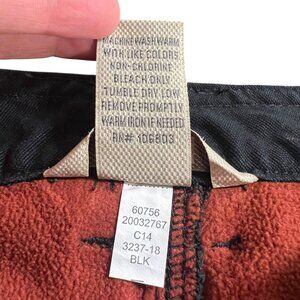 MACHINE WASH WARM
WITH LIKE COLORS
NON-CHLORINE
BLEACH ONLY
TUMBLE DRY LOW
REMOVE PROMPTLY
WARM IRON IF NEEDED
RN# 106803
60756
20032767
C14
3237-18
BLK